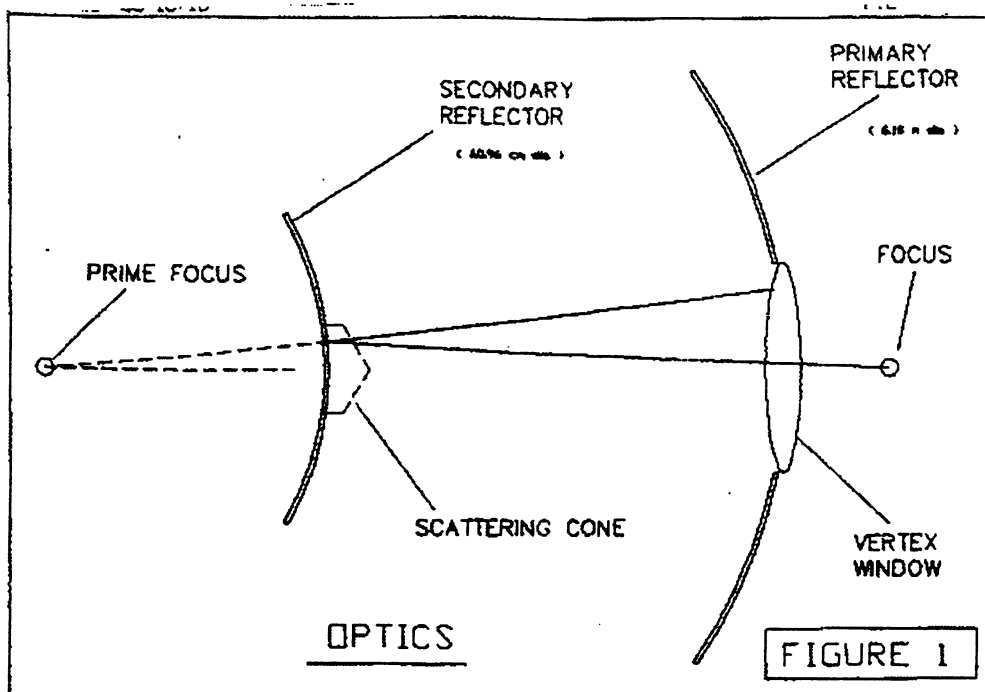 SECONDARY
REFLECTOR
PRIMARY
REFLECTOR
PRIME FOCUS
FOCUS
SCATTERING CONE
VERTEX
WINDOW
OPTICS
FIGURE 1